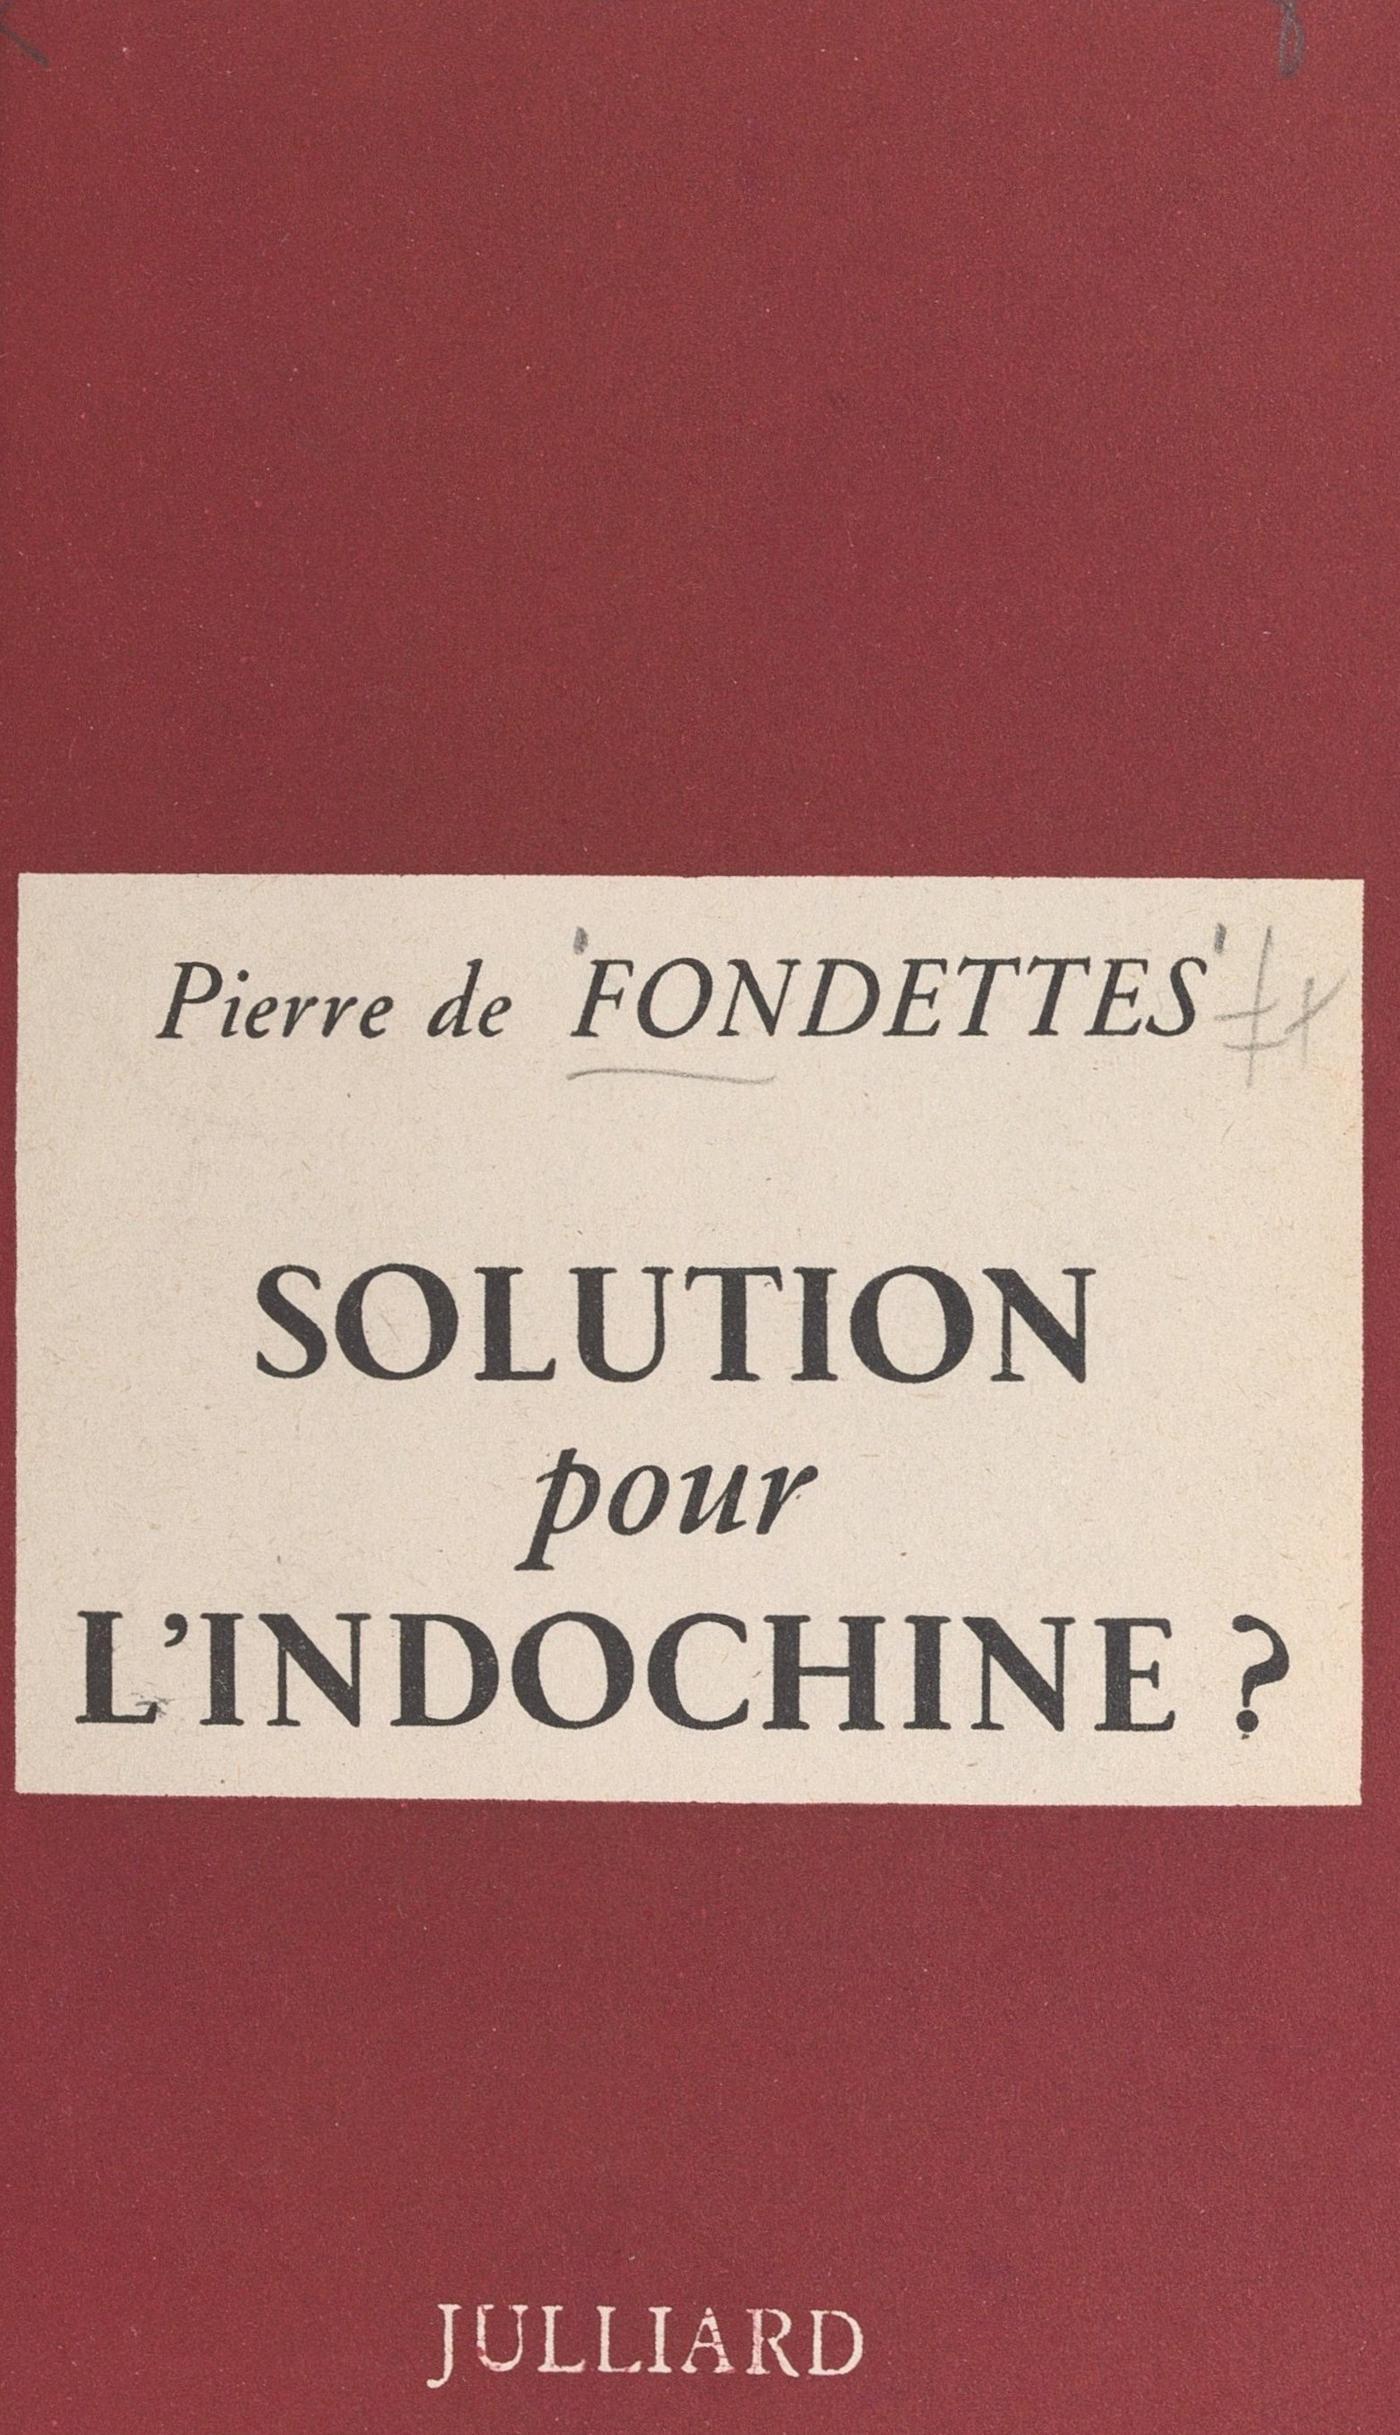 Pierre de FONDETTES
SOLUTION
pour
L'INDOCHINE ?
JULLIARD